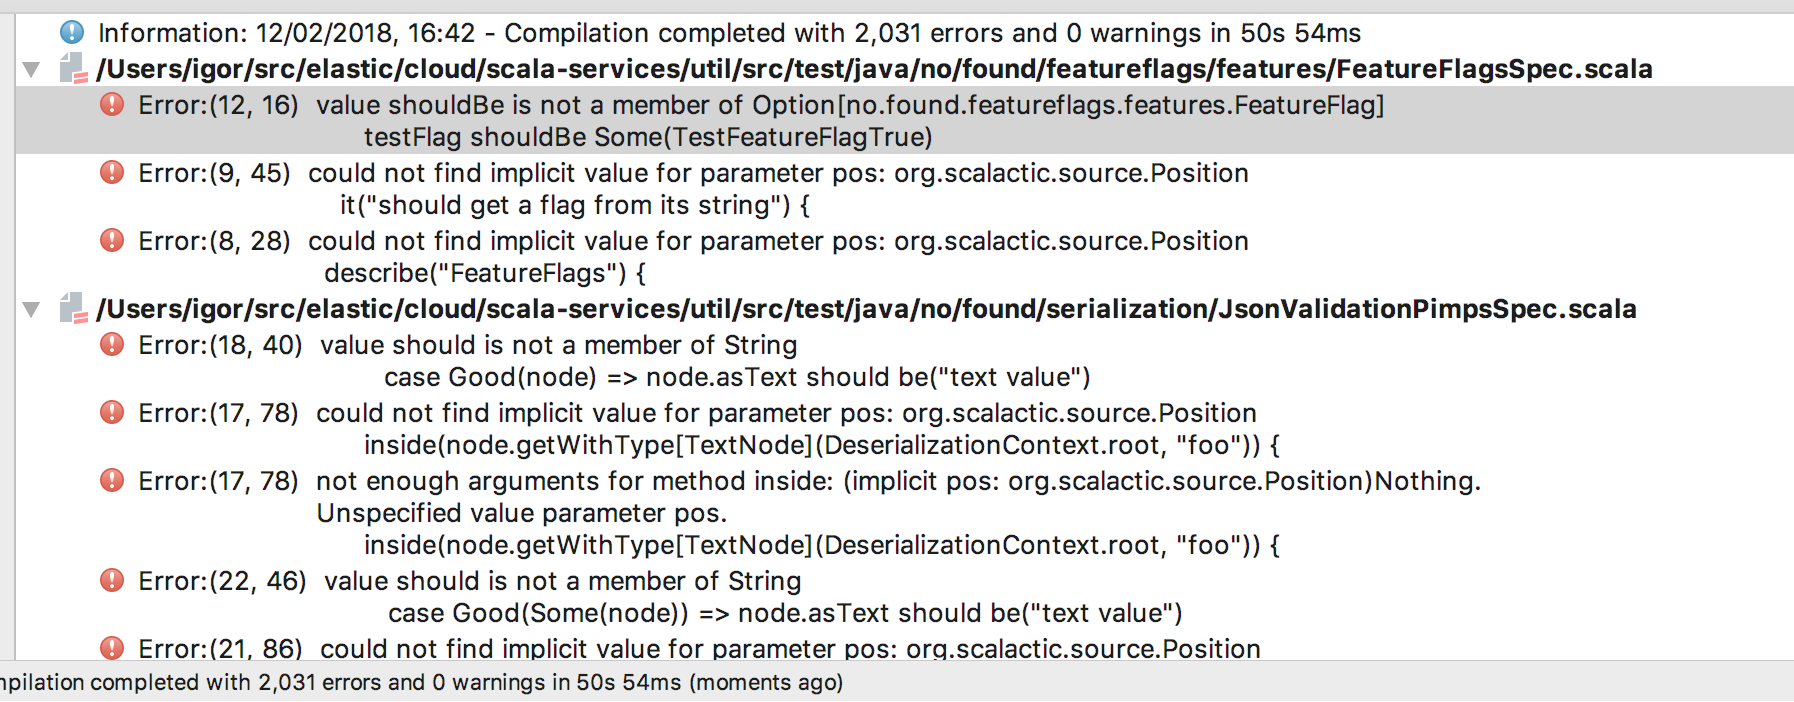 Information: 12/02/2018, 16:42 - Compilation completed with 2,031 errors and 0 warnings in 50s 54ms
/Users/igor/src/elastic/cloud/scala-services/util/src/test/java/no/found/featureflags/features/FeatureFlagsSpec.scala
Error:(12, 16) value shouldBe is not a member of Option[no.found.featureflags.features.FeatureFlag]
testFlag shouldBe Some(TestFeatureFlagTrue)
Error:(9, 45) could not find implicit value for parameter pos: org.scalactic.source.Position
it("should get a flag from its string") {
Error:(8, 28) could not find implicit value for parameter pos: org.scalactic.source.Position
describe("FeatureFlags") {
/Users/igor/src/elastic/cloud/scala-services/util/src/test/java/no/found/serialization/JsonValidationPimpsSpec.scala
Error:(18, 40) value should is not a member of String
case Good(node) => node.asText should be("text value")
Error:(17, 78) could not find implicit value for parameter pos: org.scalactic.source.Position
inside(node.getWithType[TextNode](DeserializationContext.root, "foo")) {
Error:(17, 78) not enough arguments for method inside: (implicit pos: org.scalactic.source.Position)Nothing.
Unspecified value parameter pos.
inside(node.getWithType[TextNode](DeserializationContext.root, "foo")) {
Error:(22, 46) value should is not a member of String
case Good(Some(node)) => node.asText should be("text value")
Error:(21, 86) could not find implicit value for parameter pos: org.scalactic.source.Position
mpilation completed with 2,031 errors and 0 warnings in 50s 54ms (moments ago)